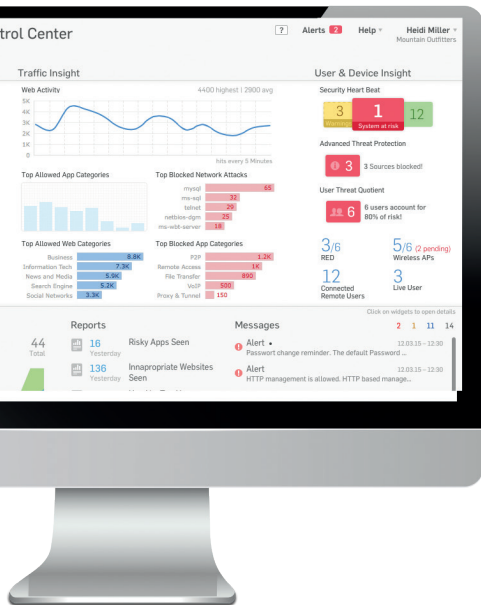 trol Center
? Alerts 2 Help Heidi Miller
Mountain Outfitters
Traffic Insight
User & Device Insight
Web Activity
4400 highest | 2900 avg
5K
4K
3K
2K
1K
0
hits every 5 Minutes
Security Heart Beat
3
Warnings
1
System at risk
12
Advanced Threat Protection
3
3 Sources blocked!
User Threat Quotient
6
6 users account for
80% of risk!
Top Allowed App Categories
Top Blocked Network Attacks
mysql 65
ms-sql 32
telnet 29
netbios-dgm 25
ms-wbt-server 18
Top Allowed Web Categories
Business 8.8K
Information Tech 7.3K
News and Media 5.9K
Search Engine 5.2K
Social Networks 3.3K
Top Blocked App Categories
P2P 1.2K
Remote Access 1K
File Transfer 890
VoIP 500
Proxy & Tunnel 150
3/6
RED
5/6 (2 pending)
Wireless APs
12
Connected
Remote Users
3
Live User
Click on widgets to open details
44
Total
Reports
16
Yesterday
Risky Apps Seen
136
Yesterday
Innapropriate Websites
Seen
Messages
2 1 11 14
Alert •
12.03.15 – 12:30
Passwort change reminder. The default Password ...
Alert
12.03.15 – 12:30
HTTP management is allowed. HTTP based manage...